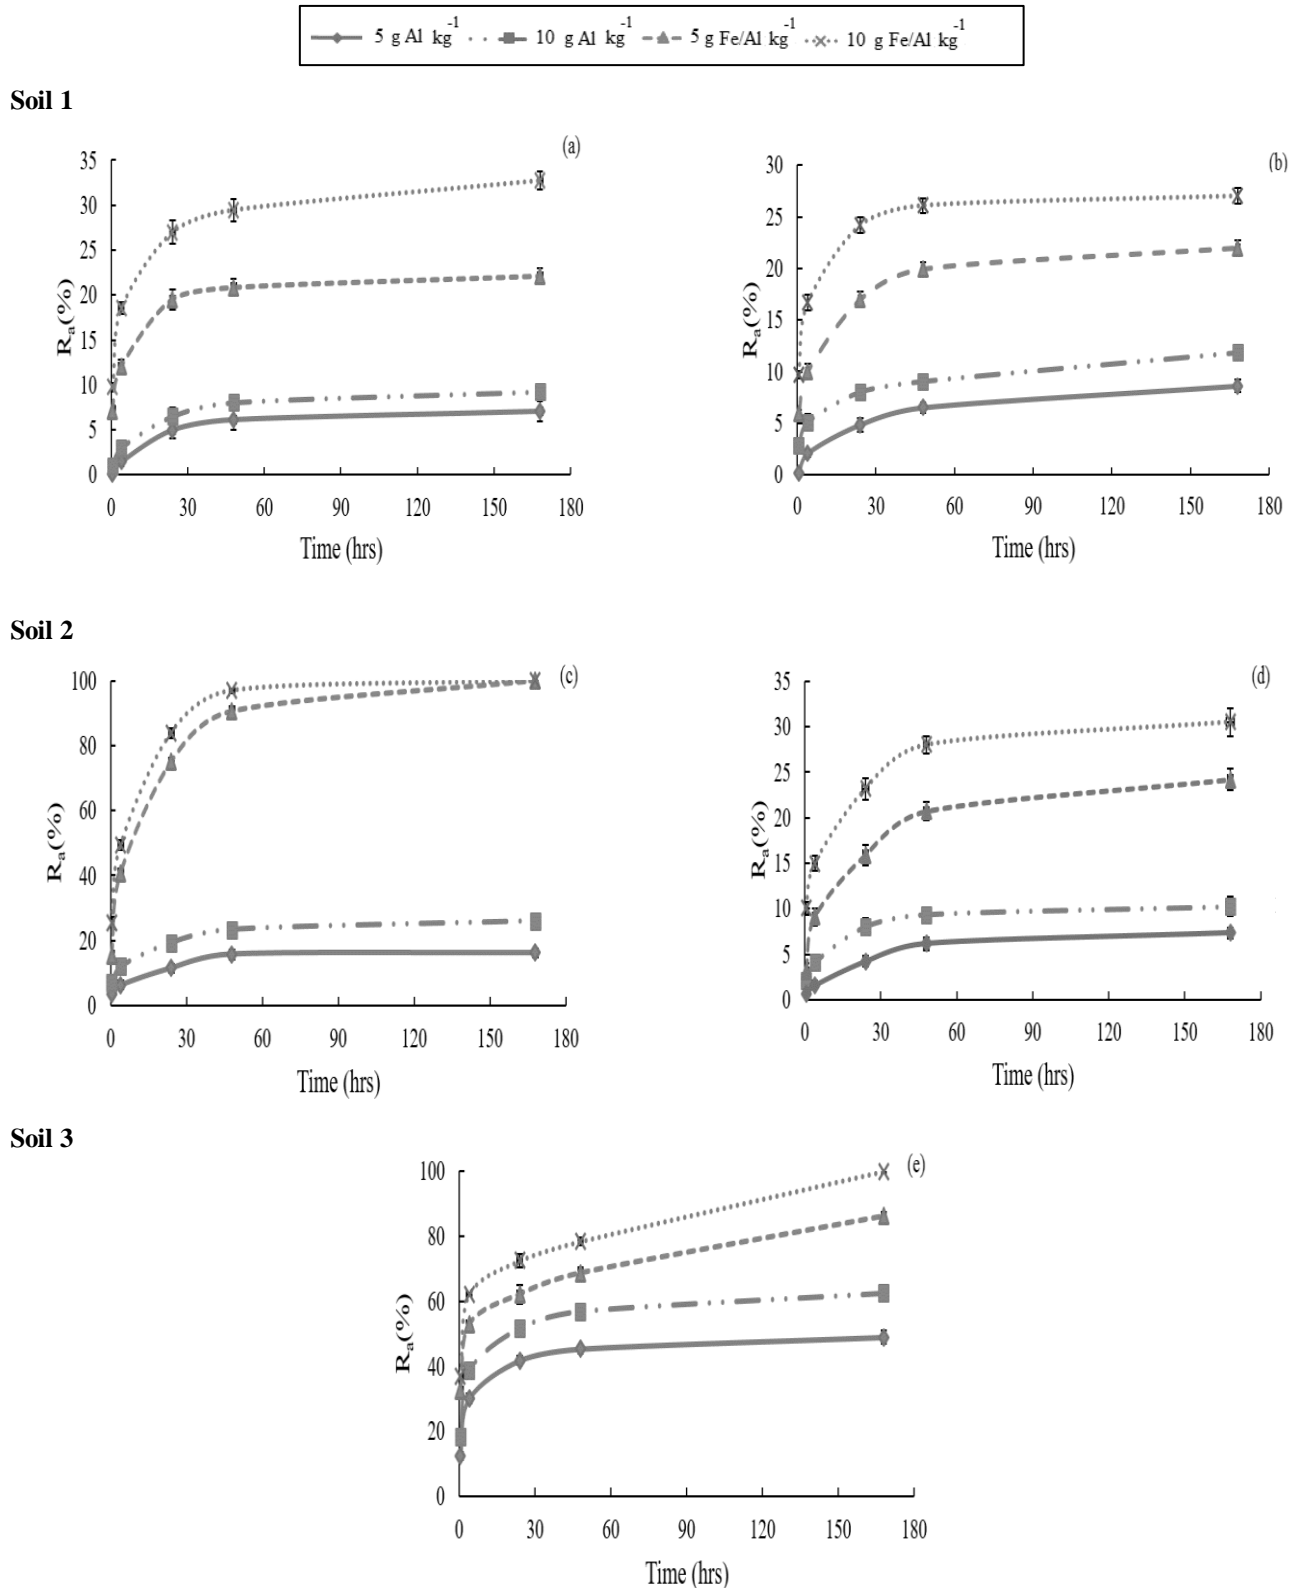 5 g Al kg-1 10 g Al kg-1 5 g Fe/Al kg-1 10 g Fe/Al kg-1
Soil 1
(a)
35
30
25
20
15
10
5
0
Ra(%)
0 30 60 90 120 150 180
Time (hrs)
(b)
30
25
20
15
10
5
0
Ra(%)
0 30 60 90 120 150 180
Time (hrs)
Soil 2
(c)
100
80
60
40
20
0
Ra(%)
0 30 60 90 120 150 180
Time (hrs)
(d)
35
30
25
20
15
10
5
0
Ra(%)
0 30 60 90 120 150 180
Time (hrs)
Soil 3
(e)
100
80
60
40
20
0
Ra(%)
0 30 60 90 120 150 180
Time (hrs)